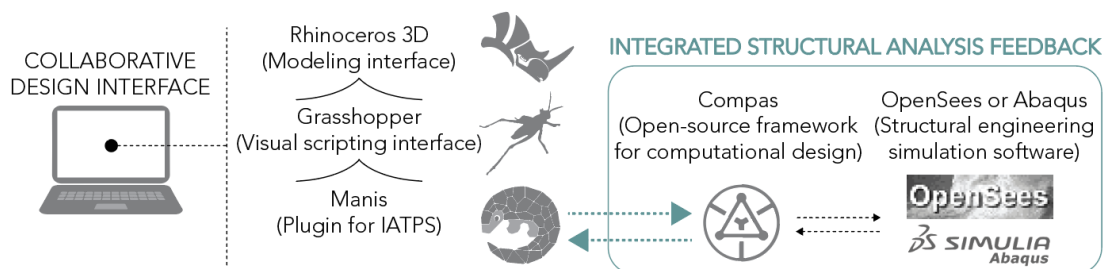 COLLABORATIVE
DESIGN INTERFACE
Rhinoceros 3D
(Modeling interface)
Grasshopper
(Visual scripting interface)
Manis
(Plugin for IATPS)
INTEGRATED STRUCTURAL ANALYSIS FEEDBACK
Compas
(Open-source framework
for computational design)
OpenSees or Abaqus
(Structural engineering
simulation software)
OpenSees
SIMULIA
Abaqus